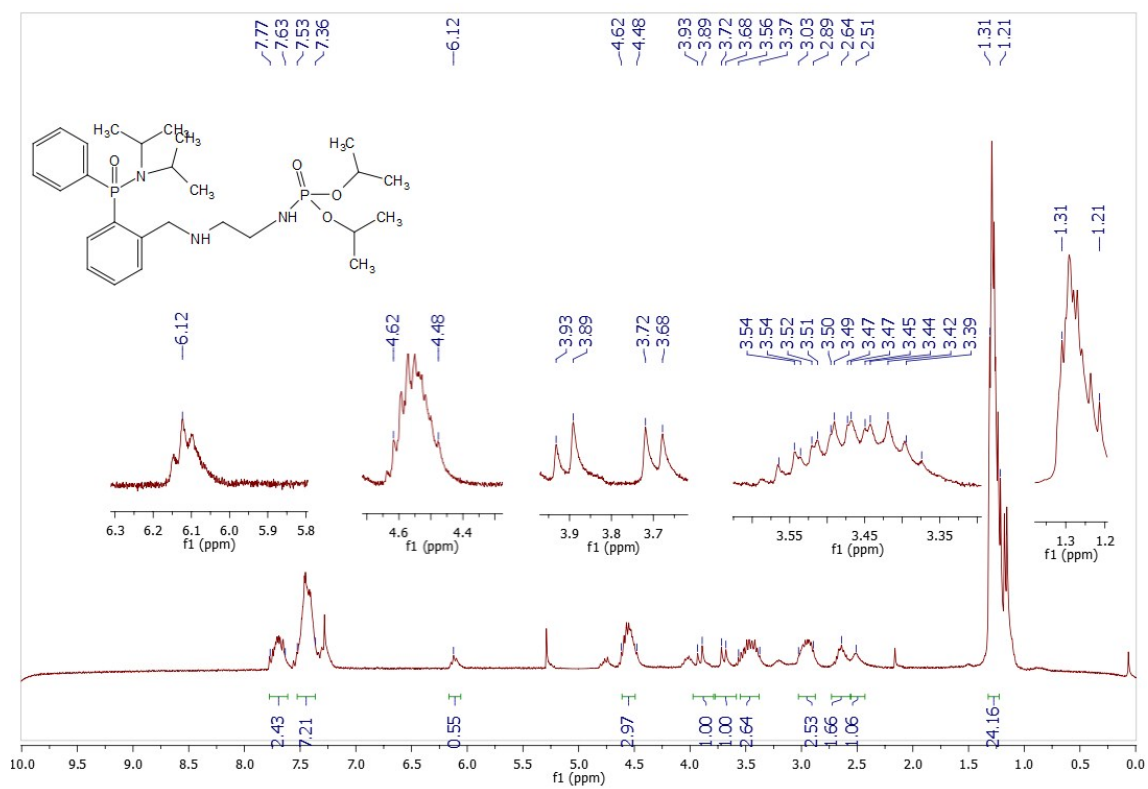 7.77 7.63 7.53 7.36 6.12 4.62 4.48 3.93 3.89 3.72 3.68 3.56 3.37 3.03 2.89 2.64 2.51 1.31 1.21
H3C CH3 H3C
O CH3
P N CH3
H3C
O CH3
P O
NH O CH3
NH
H3C
6.12
4.62 4.48
3.93 3.89 3.72 3.68
3.54 3.54 3.52 3.51 3.50 3.49 3.47 3.47 3.45 3.44 3.42 3.39
1.31 1.21
6.3 6.2 6.1 6.0 5.9 5.8
f1 (ppm)
4.6 4.4
f1 (ppm)
3.9 3.8 3.7
f1 (ppm)
3.55 3.45 3.35
f1 (ppm)
1.3 1.2
f1 (ppm)
2.43 7.21 0.55 2.97 1.00 1.00 2.64 2.53 1.66 1.06 24.16
10.0 9.5 9.0 8.5 8.0 7.5 7.0 6.5 6.0 5.5 5.0 4.5 4.0 3.5 3.0 2.5 2.0 1.5 1.0 0.5 0.0
f1 (ppm)